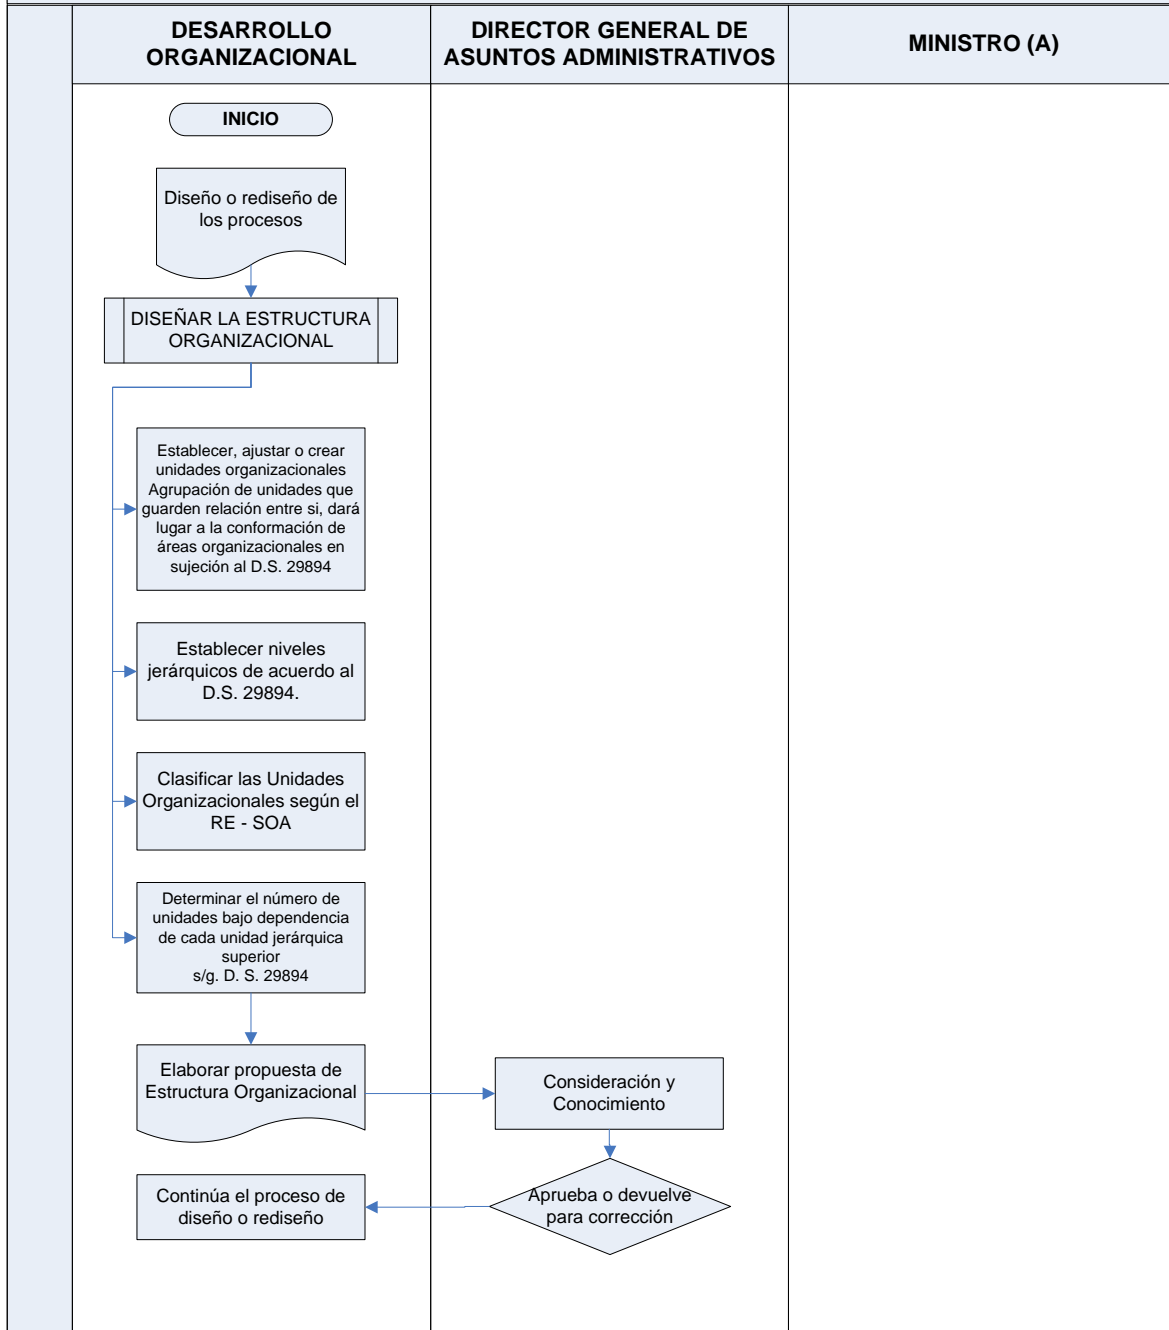 DESARROLLO
ORGANIZACIONAL
DIRECTOR GENERAL DE
ASUNTOS ADMINISTRATIVOS
MINISTRO (A)
INICIO
Diseño o rediseño de
los procesos
DISEÑAR LA ESTRUCTURA
ORGANIZACIONAL
Establecer, ajustar o crear
unidades organizacionales
Agrupación de unidades que
guarden relación entre si, dará
lugar a la conformación de
áreas organizacionales en
sujeción al D.S. 29894
Establecer niveles
jerárquicos de acuerdo al
D.S. 29894.
Clasificar las Unidades
Organizacionales según el
RE - SOA
Determinar el número de
unidades bajo dependencia
de cada unidad jerárquica
superior
s/g. D. S. 29894
Elaborar propuesta de
Estructura Organizacional
Consideración y
Conocimiento
Aprueba o devuelve
para corrección
Continúa el proceso de
diseño o rediseño